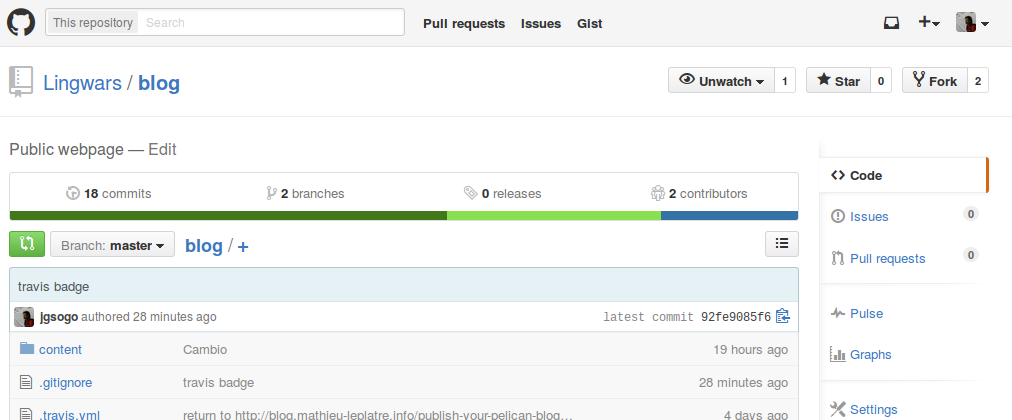 This repository Search Pull requests Issues Gist
Lingwars / blog Unwatch 1 Star 0 Fork 2
Public webpage — Edit
18 commits 2 branches 0 releases 2 contributors
Branch: master blog / +
travis badge
jgsogo authored 28 minutes ago latest commit 92fe9085f6
content Cambio 19 hours ago
.gitignore travis badge 28 minutes ago
.travis.yml return to http://blog.mathieu-leplatre.info/publish-your-pelican-blog… 4 days ago
Code
Issues 0
Pull requests 0
Pulse
Graphs
Settings